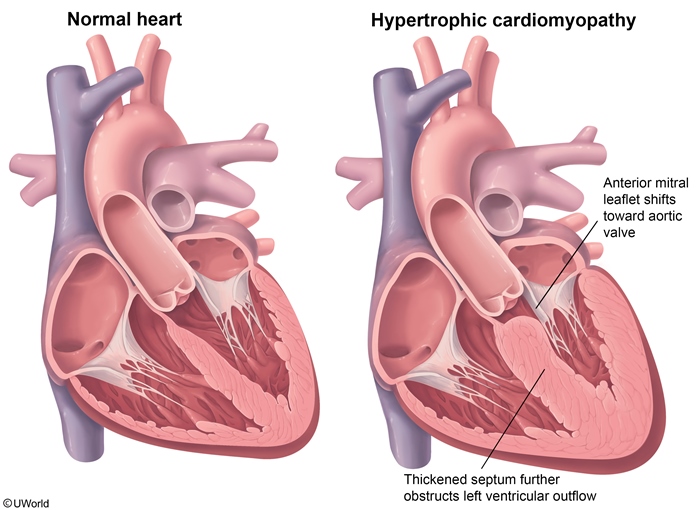 Normal heart
Hypertrophic cardiomyopathy
Anterior mitral
leaflet shifts
toward aortic
valve
Thickened septum further
obstructs left ventricular outflow
©UWorld